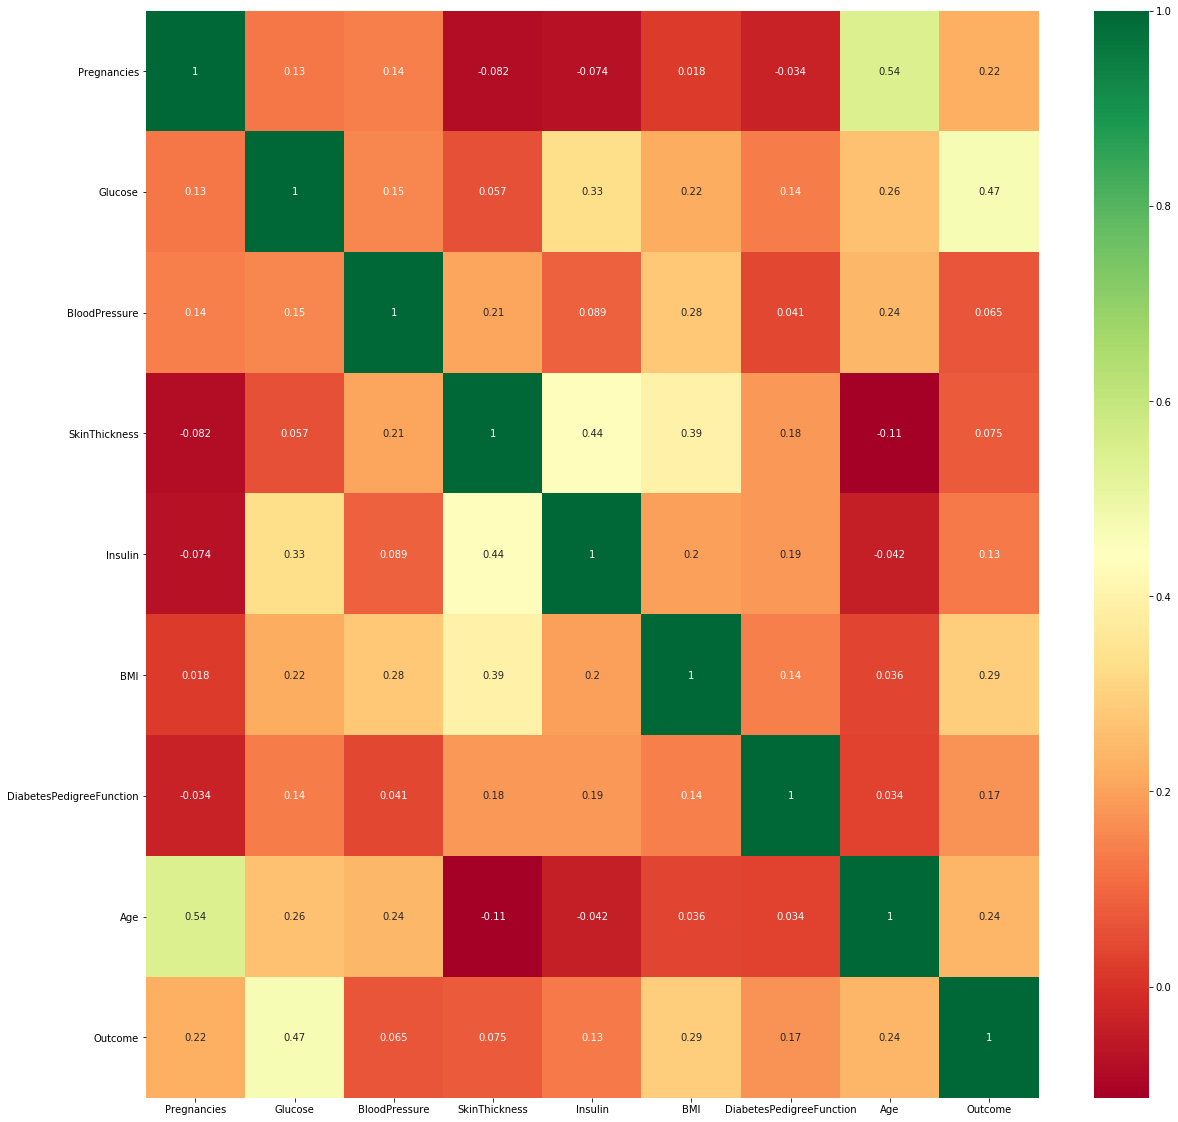 Pregnancies 1 0.13 0.14 -0.082 -0.074 0.018 -0.034 0.54 0.22
Glucose 0.13 1 0.15 0.057 0.33 0.22 0.14 0.26 0.47
BloodPressure 0.14 0.15 1 0.21 0.089 0.28 0.041 0.24 0.065
SkinThickness -0.082 0.057 0.21 1 0.44 0.39 0.18 -0.11 0.075
Insulin -0.074 0.33 0.089 0.44 1 0.2 0.19 -0.042 0.13
BMI 0.018 0.22 0.28 0.39 0.2 1 0.14 0.036 0.29
DiabetesPedigreeFunction -0.034 0.14 0.041 0.18 0.19 0.14 1 0.034 0.17
Age 0.54 0.26 0.24 -0.11 -0.042 0.036 0.034 1 0.24
Outcome 0.22 0.47 0.065 0.075 0.13 0.29 0.17 0.24 1
Pregnancies Glucose BloodPressure SkinThickness Insulin BMI DiabetesPedigreeFunction Age Outcome
1.0
0.8
0.6
0.4
0.2
0.0